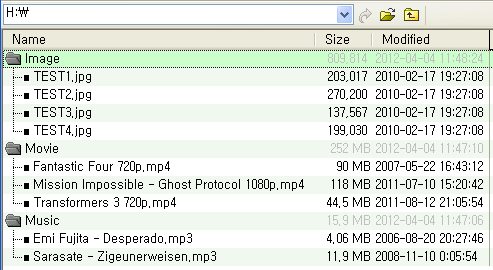 H:₩
Name Size Modified
Image 809,814 2012-04-04 11:48:24
TEST1.jpg 203,017 2010-02-17 19:27:08
TEST2.jpg 270,200 2010-02-17 19:27:08
TEST3.jpg 137,567 2010-02-17 19:27:08
TEST4.jpg 199,030 2010-02-17 19:27:08
Movie 252 MB 2012-04-04 11:47:10
Fantastic Four 720p.mp4 90 MB 2007-05-22 16:43:12
Mission Impossible - Ghost Protocol 1080p.mp4 118 MB 2011-07-10 15:20:42
Transformers 3 720p.mp4 44.5 MB 2011-08-12 21:05:54
Music 15.9 MB 2012-04-04 11:47:06
Emi Fujita - Desperado.mp3 4.06 MB 2006-08-20 20:27:46
Sarasate - Zigeunerweisen.mp3 11.9 MB 2008-11-10 0:05:54